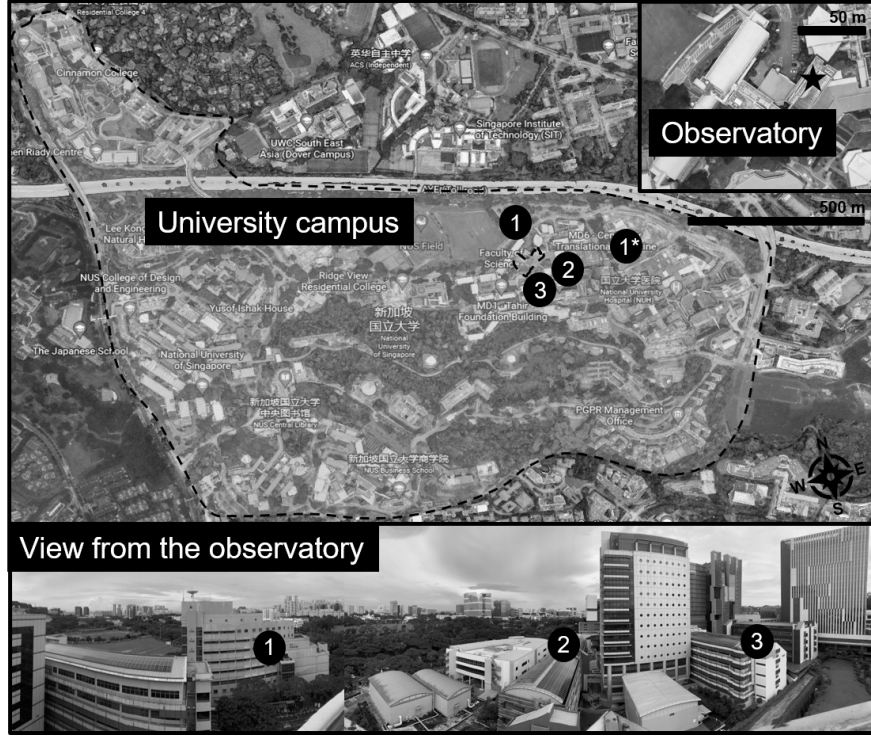 Residential College 4
Cinnamon College
英华自主中学
ACS (Independent)
50 m
Observatory
UWC South East
Asia (Dover Campus)
Singapore Institute
of Technology (SIT)
en Riady Centre
University campus
500 m
Lee Kong
Natural H
NUS Field
1
MD6 - Cen
Translational
ine
1*
Faculty of
Science
2
3
NUS College of Design
and Engineering
Ridge View
Residential College
国立大学医院
National University
Hospital (NUH)
H
Yusof Ishak House
MD1 - Tahir
Foundation Building
新加坡
国立大学
National
University
of Singapore
The Japanese School
National University
of Singapore
新加坡国立大学
中央图书馆
NUS Central Library
PGPR Management
Office
新加坡国立大学商学院
NUS Business School
N
W
E
S
View from the observatory
1
2
3